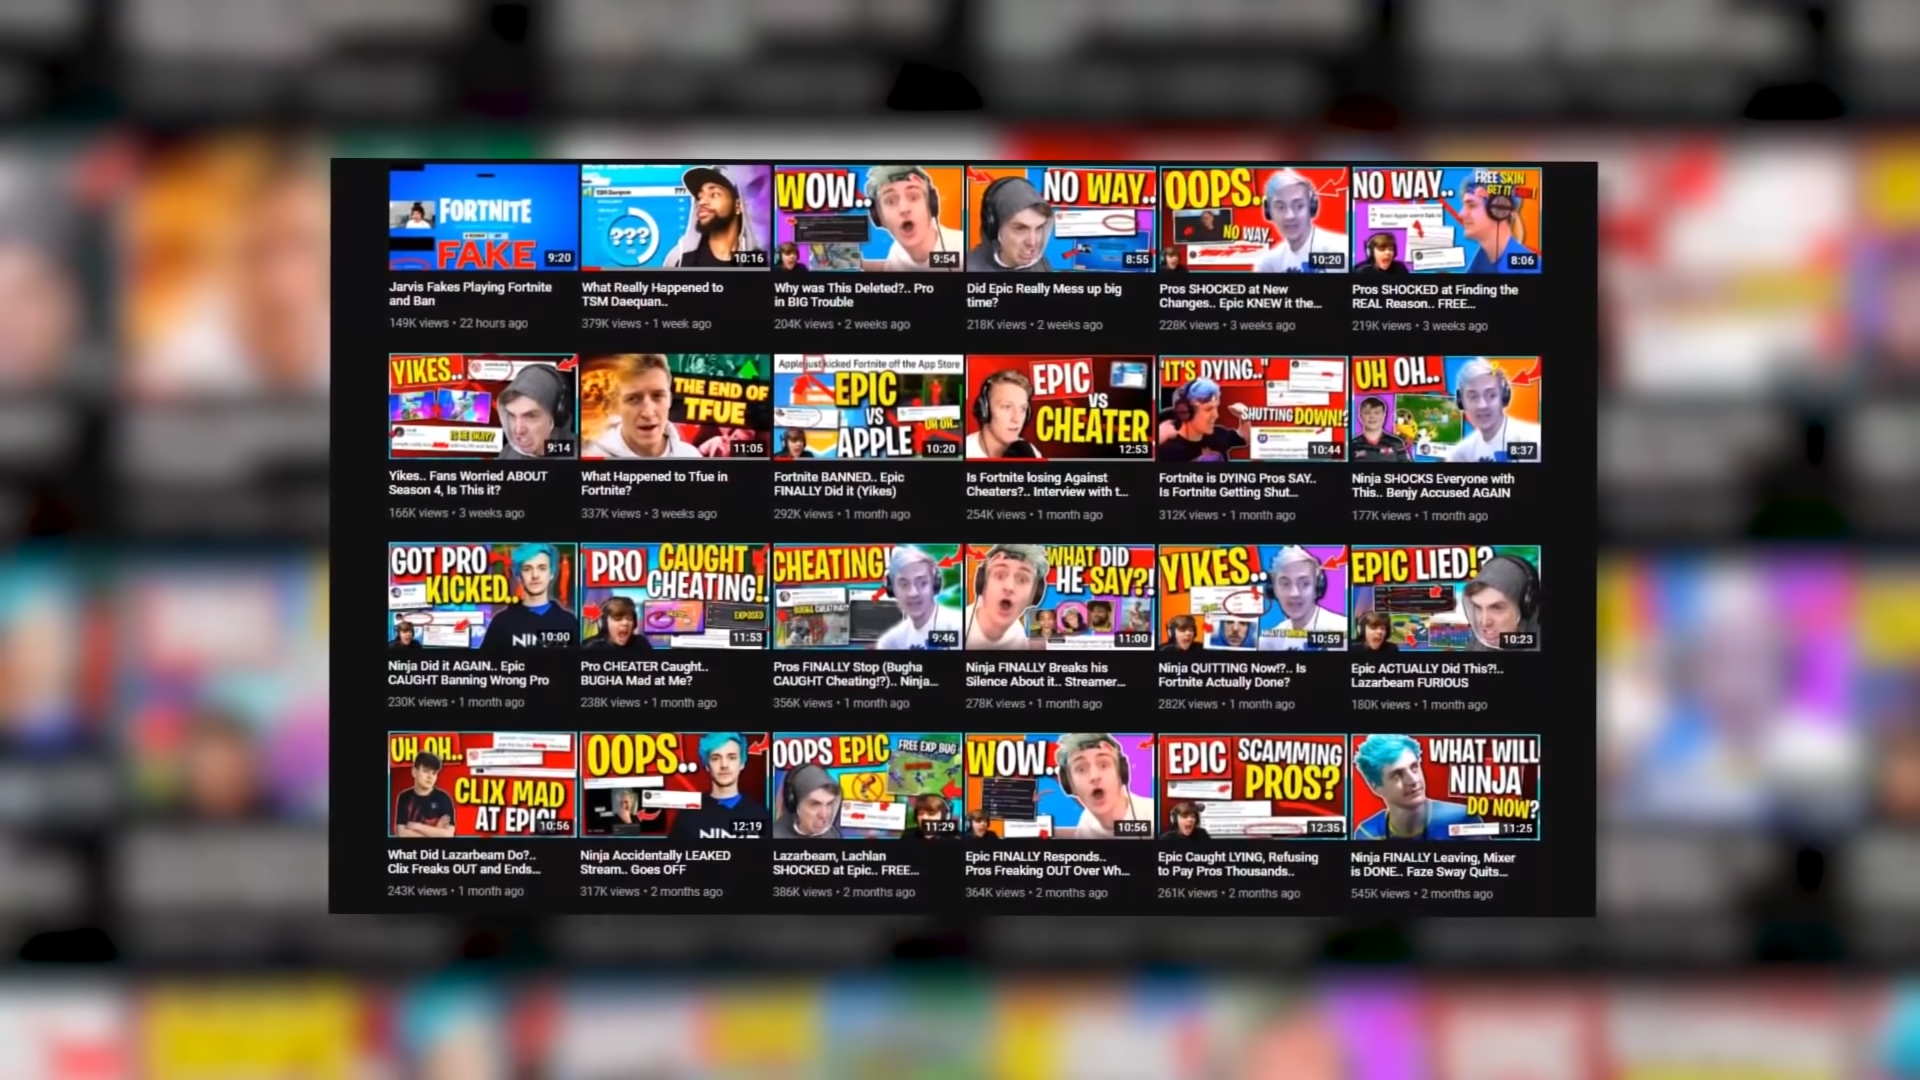 FORTNITE
FAKE
9:20
???
10:16
WOW..
9:54
NO WAY..
8:55
OOPS.
NO WAY..
10:20
NO WAY..
FREE SKIN
GET IT
8:06
Jarvis Fakes Playing Fortnite
and Ban
149K views • 22 hours ago
What Really Happened to
TSM Daequan..
379K views • 1 week ago
Why was This Deleted?.. Pro
in BIG Trouble
204K views • 2 weeks ago
Did Epic Really Mess up big
time?
218K views • 2 weeks ago
Pros SHOCKED at New
Changes.. Epic KNEW it the...
228K views • 3 weeks ago
Pros SHOCKED at Finding the
REAL Reason.. FREE...
219K views • 3 weeks ago
YIKES..
IS HE OKAY?
9:14
THE END OF
TFUE
11:05
Apple just kicked Fortnite off the App Store
EPIC
VS
APPLE
UH OH..
10:20
EPIC
VS
CHEATER
12:53
"IT'S DYING.."
SHUTTING DOWN!?
10:44
UH OH..
8:37
Yikes.. Fans Worried ABOUT
Season 4, Is This it?
166K views • 3 weeks ago
What Happened to Tfue in
Fortnite?
337K views • 3 weeks ago
Fortnite BANNED.. Epic
FINALLY Did it (Yikes)
292K views • 1 month ago
Is Fortnite losing Against
Cheaters?.. Interview with t...
254K views • 1 month ago
Fortnite is DYING Pros SAY..
Is Fortnite Getting Shut...
312K views • 1 month ago
Ninja SHOCKS Everyone with
This.. Benjy Accused AGAIN
177K views • 1 month ago
GOT PRO
KICKED..
NIN
10:00
PRO CAUGHT
CHEATING!
EXPOSED
11:53
CHEATING!
BUGHA CHEATING?
9:46
WHAT DID
HE SAY?!
11:00
YIKES..
10:59
EPIC LIED!?
10:23
Ninja Did it AGAIN.. Epic
CAUGHT Banning Wrong Pro
230K views • 1 month ago
Pro CHEATER Caught..
BUGHA Mad at Me?
238K views • 1 month ago
Pros FINALLY Stop (Bugha
CAUGHT Cheating!?).. Ninja...
356K views • 1 month ago
Ninja FINALLY Breaks his
Silence About it.. Streamer...
278K views • 1 month ago
Ninja QUITTING Now!?.. Is
Fortnite Actually Done?
282K views • 1 month ago
Epic ACTUALLY Did This?!..
Lazarbeam FURIOUS
180K views • 1 month ago
UH OH..
CLIX MAD
AT EPIC!
10:56
OOPS..
NINJ
12:19
OOPS EPIC
FREE EXP BUG
11:29
WOW.
10:56
EPIC SCAMMING
PROS?
12:35
WHAT WILL
NINJA
DO NOW?
11:25
What Did Lazarbeam Do?..
Clix Freaks OUT and Ends...
243K views • 1 month ago
Ninja Accidentally LEAKED
Stream.. Goes OFF
317K views • 2 months ago
Lazarbeam, Lachlan
SHOCKED at Epic.. FREE...
386K views • 2 months ago
Epic FINALLY Responds..
Pros Freaking OUT Over Wh...
364K views • 2 months ago
Epic Caught LYING, Refusing
to Pay Pros Thousands..
261K views • 2 months ago
Ninja FINALLY Leaving, Mixer
is DONE.. Faze Sway Quits...
545K views • 2 months ago